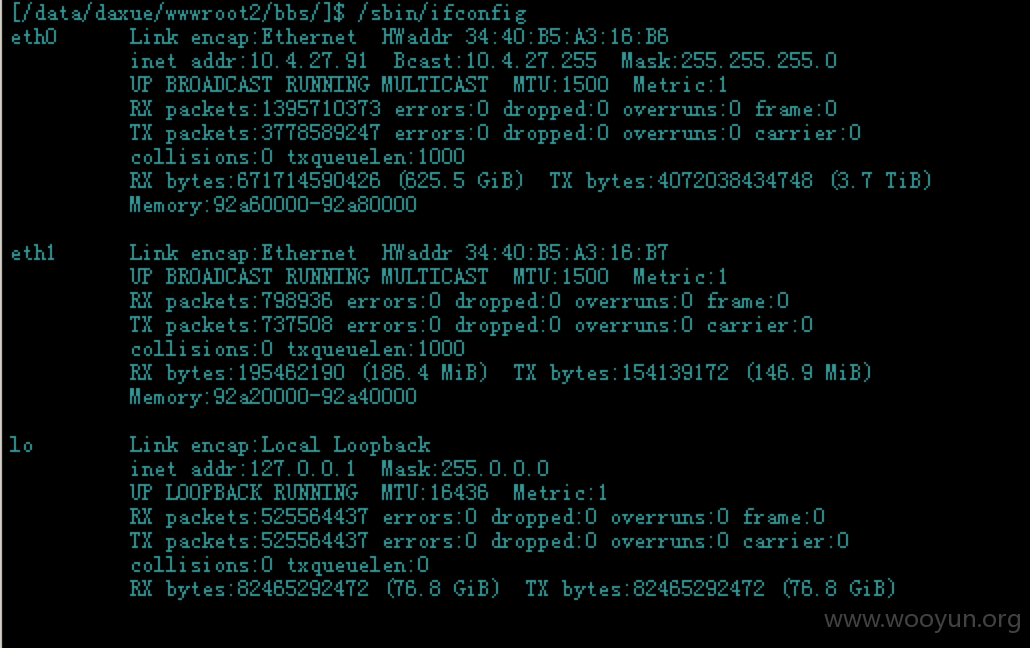 [/data/daxue/wwwroot2/bbs/]$ /sbin/ifconfig
eth0 Link encap:Ethernet HWaddr 34:40:B5:A3:16:B6
inet addr:10.4.27.91 Bcast:10.4.27.255 Mask:255.255.255.0
UP BROADCAST RUNNING MULTICAST MTU:1500 Metric:1
RX packets:1395710373 errors:0 dropped:0 overruns:0 frame:0
TX packets:3778589247 errors:0 dropped:0 overruns:0 carrier:0
collisions:0 txqueuelen:1000
RX bytes:671714590426 (625.5 GiB) TX bytes:4072038434748 (3.7 TiB)
Memory:92a60000-92a80000
eth1 Link encap:Ethernet HWaddr 34:40:B5:A3:16:B7
UP BROADCAST RUNNING MULTICAST MTU:1500 Metric:1
RX packets:798936 errors:0 dropped:0 overruns:0 frame:0
TX packets:737508 errors:0 dropped:0 overruns:0 carrier:0
collisions:0 txqueuelen:1000
RX bytes:195462190 (186.4 MiB) TX bytes:154139172 (146.9 MiB)
Memory:92a20000-92a40000
lo Link encap:Local Loopback
inet addr:127.0.0.1 Mask:255.0.0.0
UP LOOPBACK RUNNING MTU:16436 Metric:1
RX packets:525564437 errors:0 dropped:0 overruns:0 frame:0
TX packets:525564437 errors:0 dropped:0 overruns:0 carrier:0
collisions:0 txqueuelen:0
RX bytes:82465292472 (76.8 GiB) TX bytes:82465292472 (76.8 GiB)
www.wooyun.org